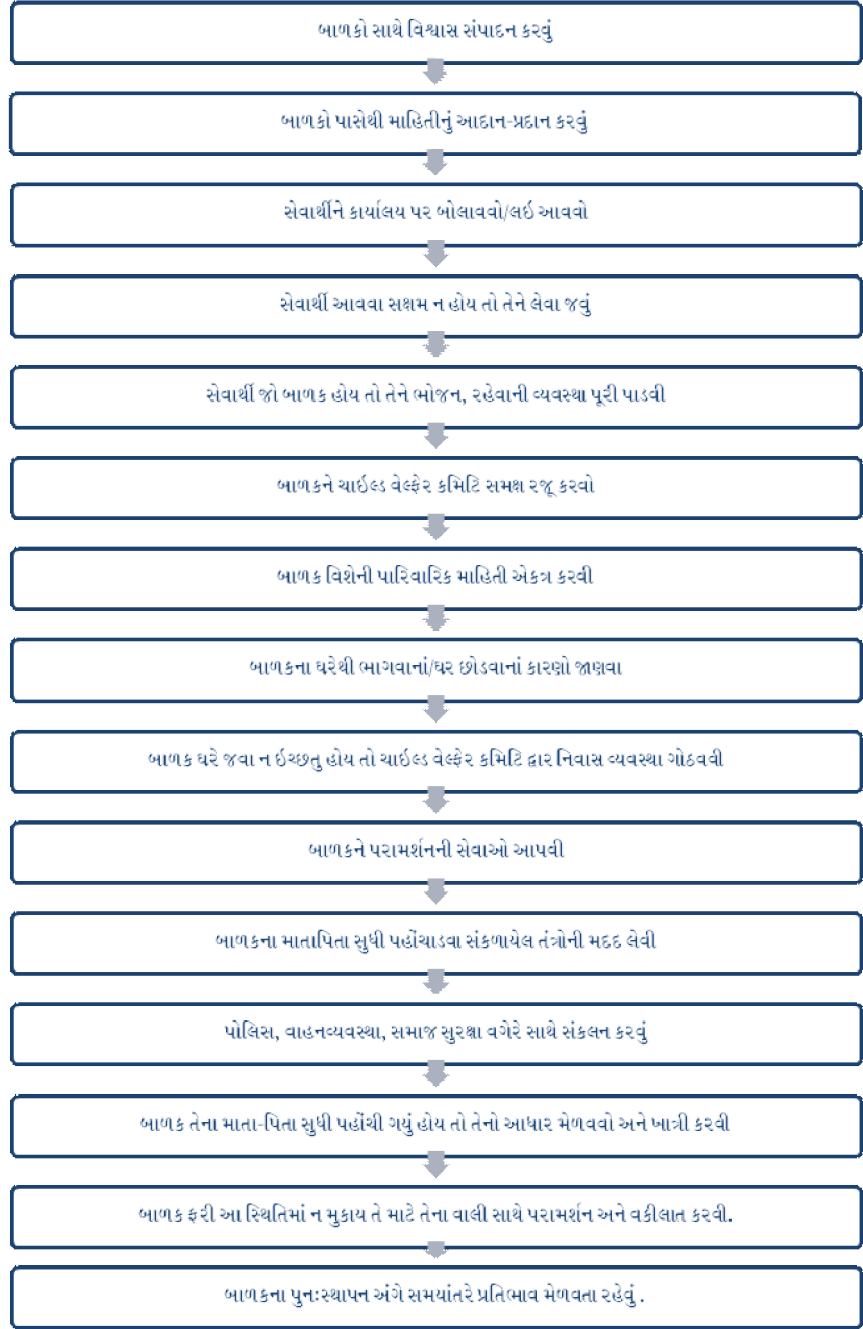 બાળકો સાથે વિશ્વાસ સંપાદન કરવું
બાળકો પાસેથી માહિતીનું આદાન-પ્રદાન કરવું
સેવાર્થીને કાર્યાલય પર બોલાવવો/લઇ આવવો
સેવાર્થી આવવા સક્ષમ ન હોય તો તેને લેવા જવું
સેવાર્થી જો બાળક હોય તો તેને ભોજન, રહેવાની વ્યવસ્થા પૂરી પાડવી
બાળકને ચાઇલ્ડ વેલ્ફેર કમિટિ સમક્ષ રજૂ કરવો
બાળક વિશેની પારિવારિક માહિતી એકત્ર કરવી
બાળકના ઘરેથી ભાગવાનાં/ઘર છોડવાનાં કારણો જાણવા
બાળક ઘરે જવા ન ઇચ્છતુ હોય તો ચાઇલ્ડ વેલ્ફેર કમિટિ દ્વાર નિવાસ વ્યવસ્થા ગોઠવવી
બાળકને પરામર્શનની સેવાઓ આપવી
બાળકના માતાપિતા સુધી પહોંચાડવા સંકળાયેલ તંત્રોની મદદ લેવી
પોલિસ, વાહનવ્યવસ્થા, સમાજ સુરક્ષા વગેરે સાથે સંકલન કરવું
બાળક તેના માતા-પિતા સુધી પહોંચી ગયું હોય તો તેનો આધાર મેળવવો અને ખાત્રી કરવી
બાળક ફરી આ સ્થિતિમાં ન મુકાય તે માટે તેના વાલી સાથે પરામર્શન અને વકીલાત કરવી.
બાળકના પુનઃસ્થાપન અંગે સમયાંતરે પ્રતિભાવ મેળવતા રહેવું .